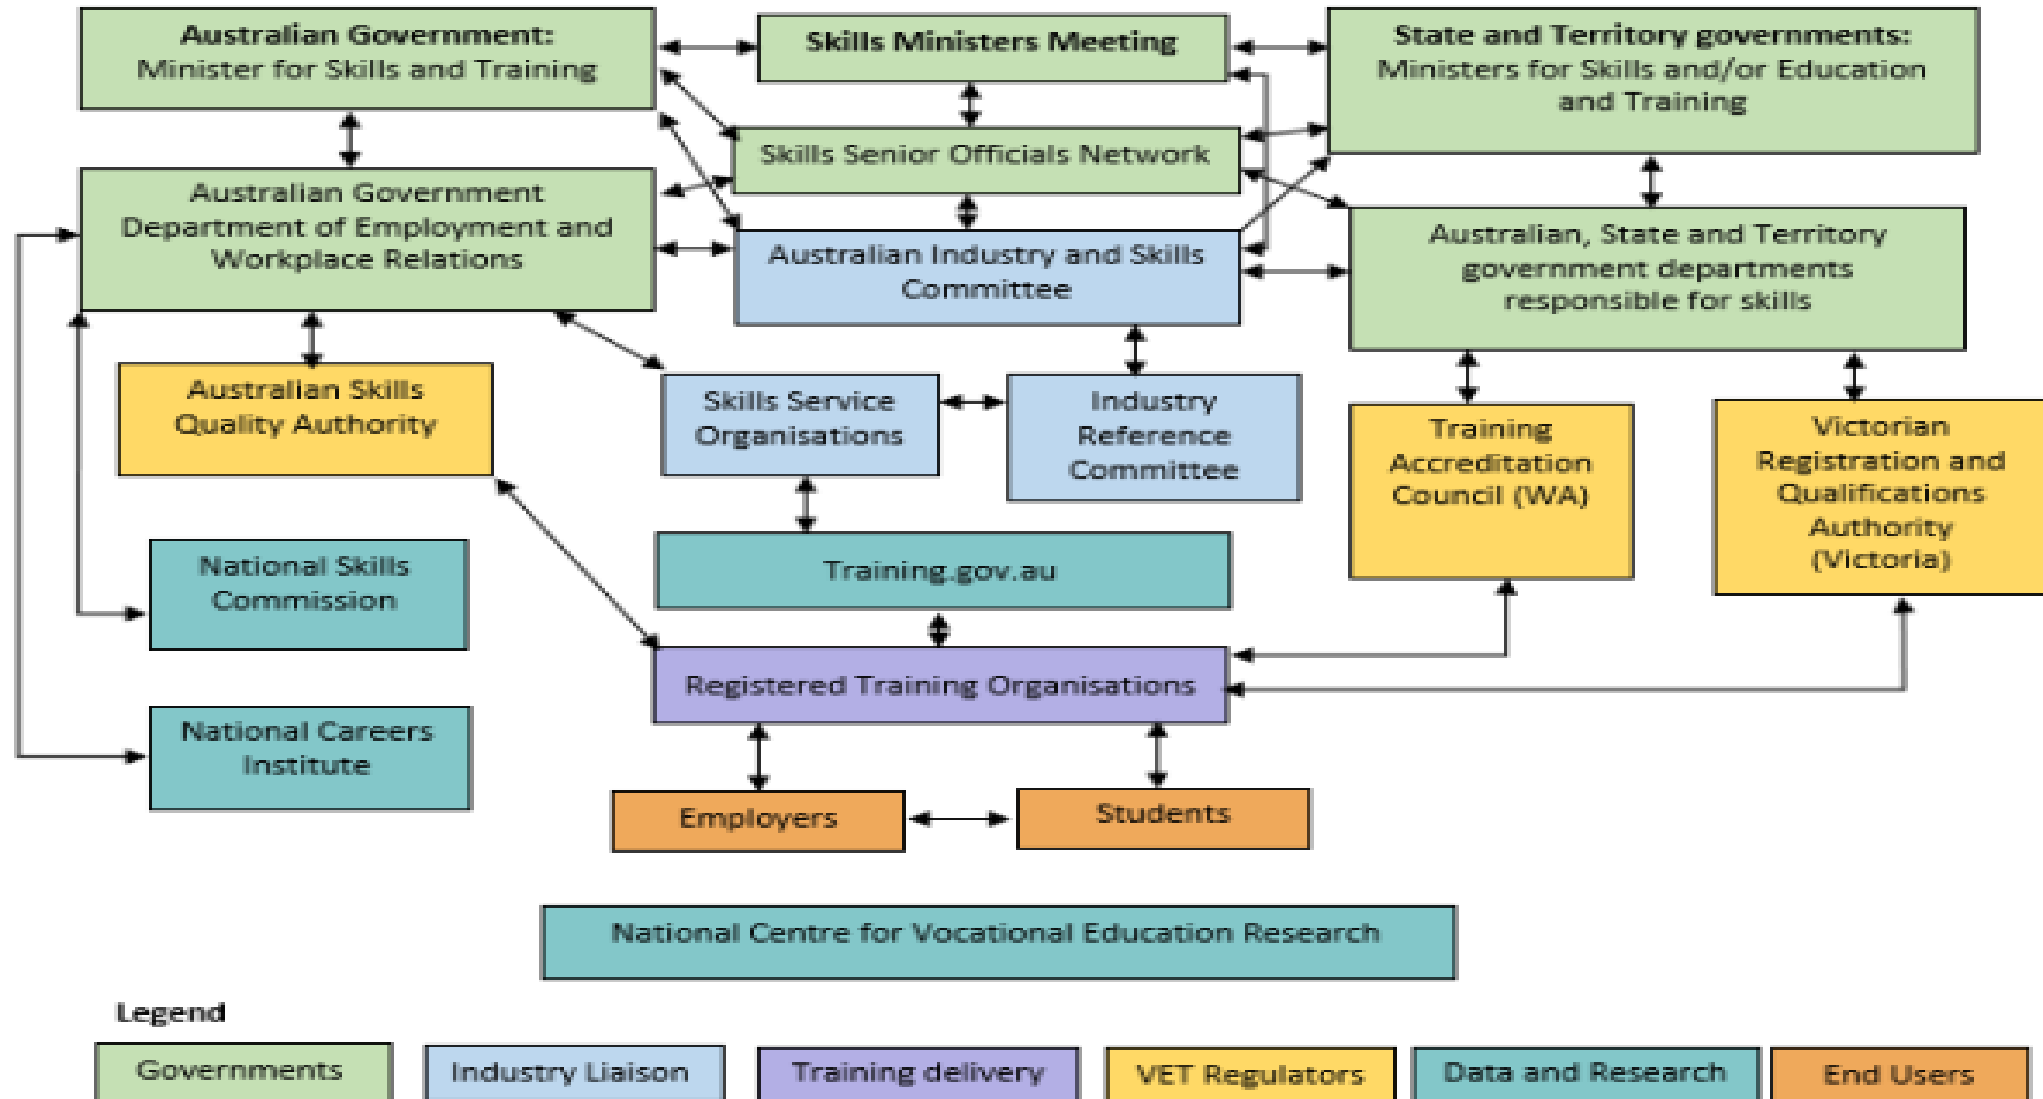 Australian Government:
Minister for Skills and Training
Skills Ministers Meeting
State and Territory governments:
Ministers for Skills and/or Education
and Training
Skills Senior Officials Network
Australian Government
Department of Employment and
Workplace Relations
Australian Industry and Skills
Committee
Australian, State and Territory
government departments
responsible for skills
Australian Skills
Quality Authority
Skills Service
Organisations
Industry
Reference
Committee
Training
Accreditation
Council (WA)
Victorian
Registration and
Qualifications
Authority
(Victoria)
National Skills
Commission
Training.gov.au
Registered Training Organisations
National Careers
Institute
Employers
Students
National Centre for Vocational Education Research
Legend
Governments
Industry Liaison
Training delivery
VET Regulators
Data and Research
End Users